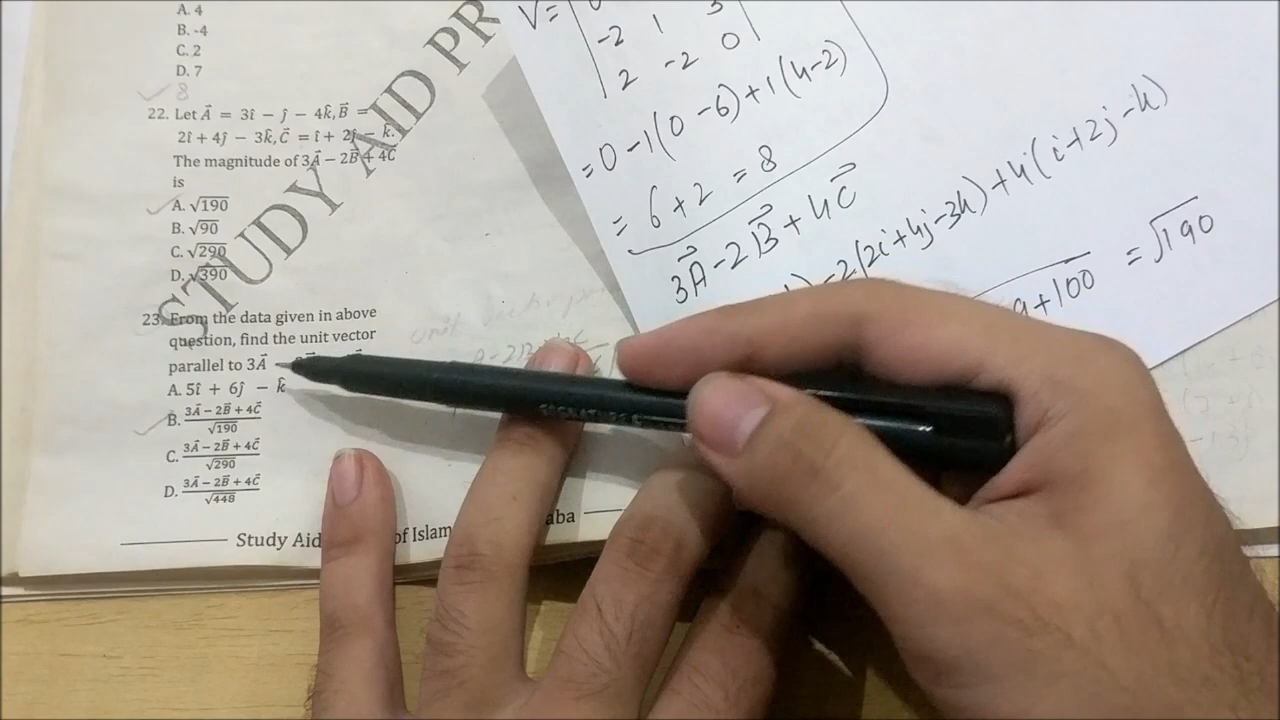 A. 4
B. -4
C. 2
D. 7
8
22. Let A⃗ = 3î − ĵ − 4k̂, B⃗ =
2î + 4ĵ − 3k̂, C⃗ = î + 2ĵ − k̂.
The magnitude of 3A⃗ − 2B⃗ + 4C⃗
is
A. √190
B. √90
C. √290
D. √390
23. From the data given in above
question, find the unit vector
parallel to 3A⃗
A. 5î + 6ĵ − k̂
B. (3A⃗ − 2B⃗ + 4C⃗)/√190
C. (3A⃗ − 2B⃗ + 4C⃗)/√290
D. (3A⃗ − 2B⃗ + 4C⃗)/√448
Study Aid of Islam
STUDY AID PR
unit vector
V =
-2 1 3
2 -2 0
= 0 -1(0-6)+1(4-2)
= 6+2 = 8
3A⃗ -2B⃗ +4C⃗
-2(2i+4j-3k)+4(i+2j-k)
+100 = √190